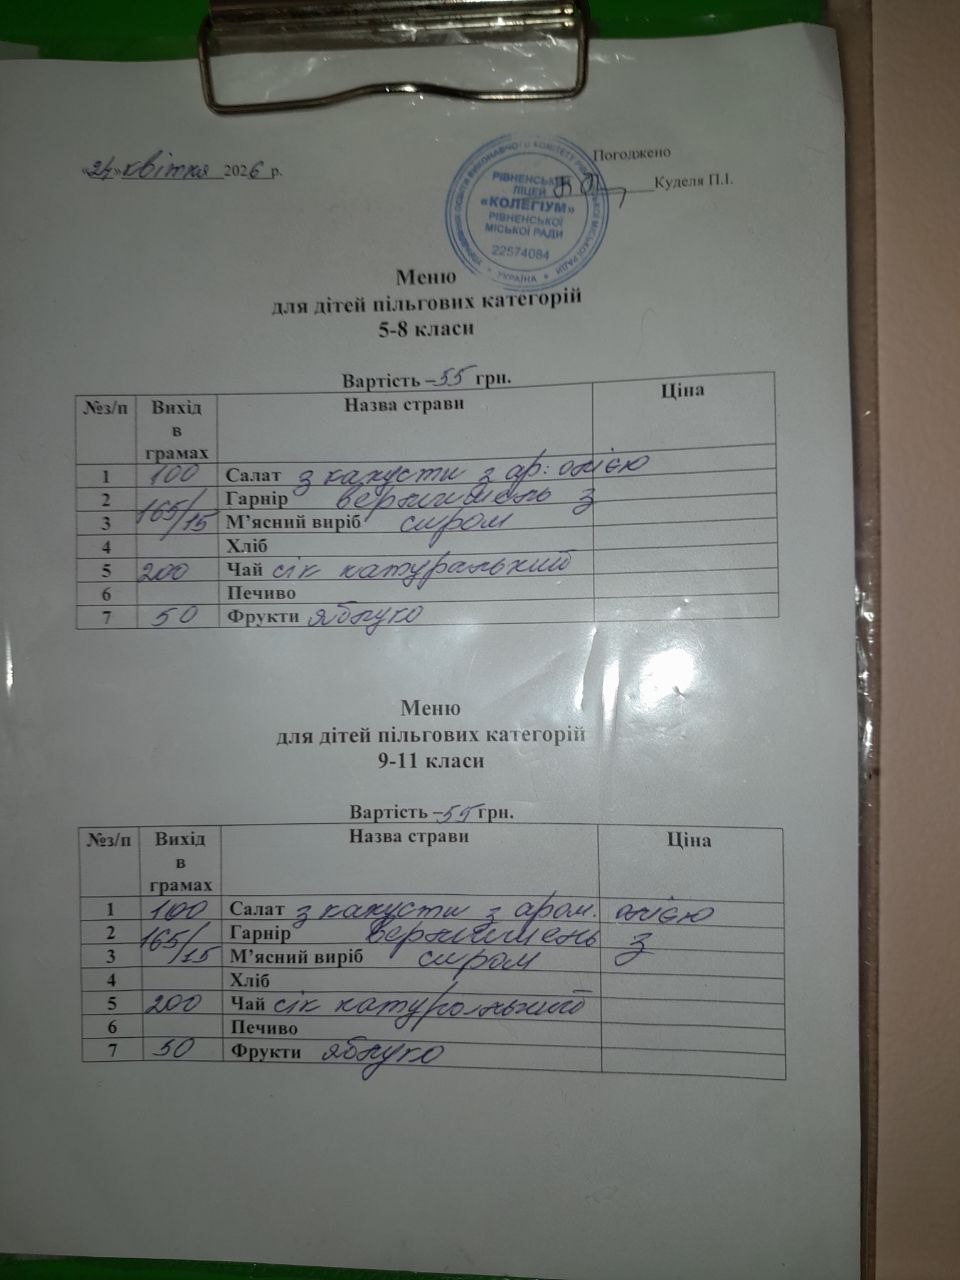 Погоджено
«24» квітня 2026 р.
Куделя П.І.
УКРАЇНА
РІВНЕНСЬКИЙ
ЛІЦЕЙ
«КОЛЕГІУМ»
РІВНЕНСЬКОЇ
МІСЬКОЇ РАДИ
22574084
Меню
для дітей пільгових категорій
5-8 класи
Вартість – 55 грн.
№з/п Вихід в грамах Назва страви Ціна
1 100 Салат з капусти з ар. олією
2 165/15 Гарнір вермишель з
3 М’ясний виріб сиром
4 Хліб
5 200 Чай сік натуральний
6 Печиво
7 50 Фрукти яблуко
Меню
для дітей пільгових категорій
9-11 класи
Вартість – 55 грн.
№з/п Вихід в грамах Назва страви Ціна
1 100 Салат з капусти з аром. олією
2 165/15 Гарнір вермишель з
3 М’ясний виріб сиром
4 Хліб
5 200 Чай сік натуральний
6 Печиво
7 50 Фрукти яблуко